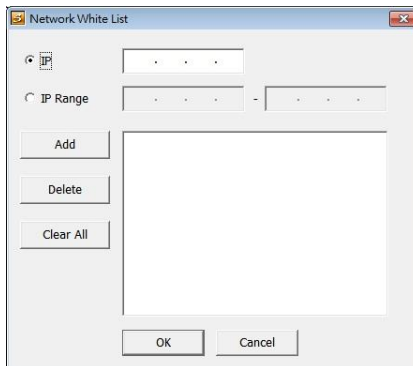 Network White List
IP
. . .
IP Range
. . . - . . .
Add
Delete
Clear All
OK Cancel